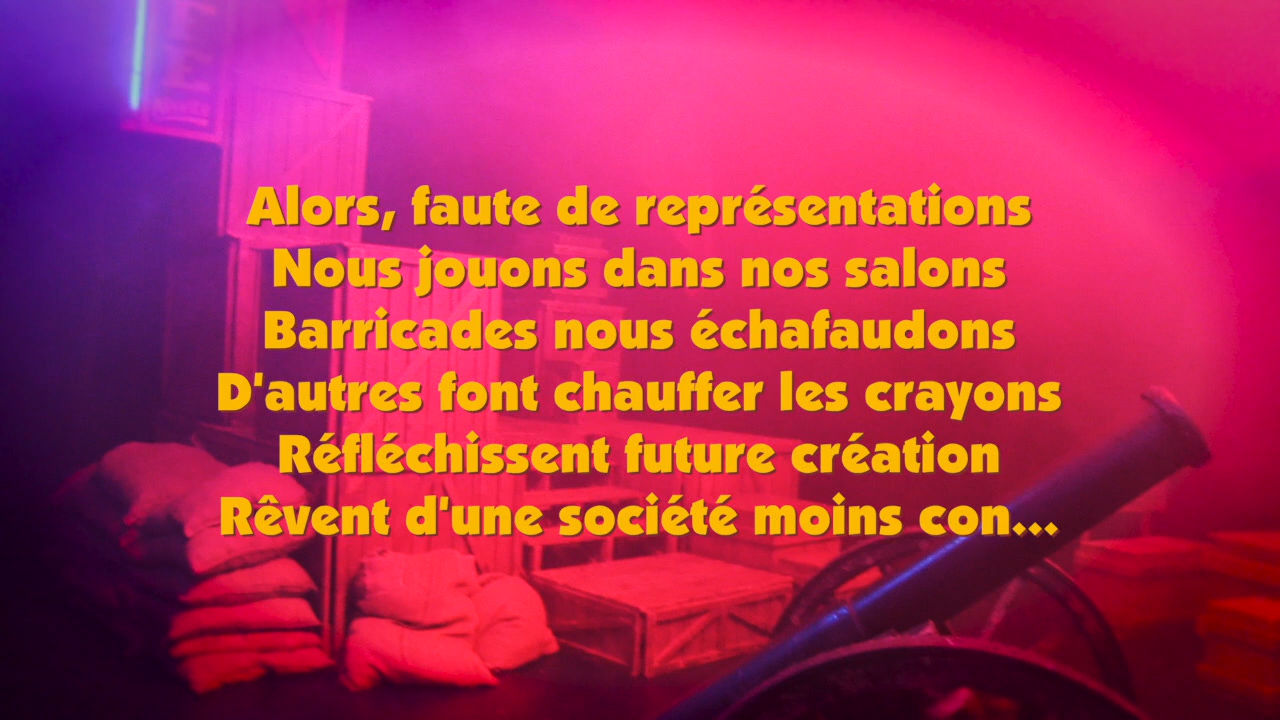 Alors, faute de représentations
Nous jouons dans nos salons
Barricades nous échafaudons
D'autres font chauffer les crayons
Réfléchissent future création
Rêvent d'une société moins con...